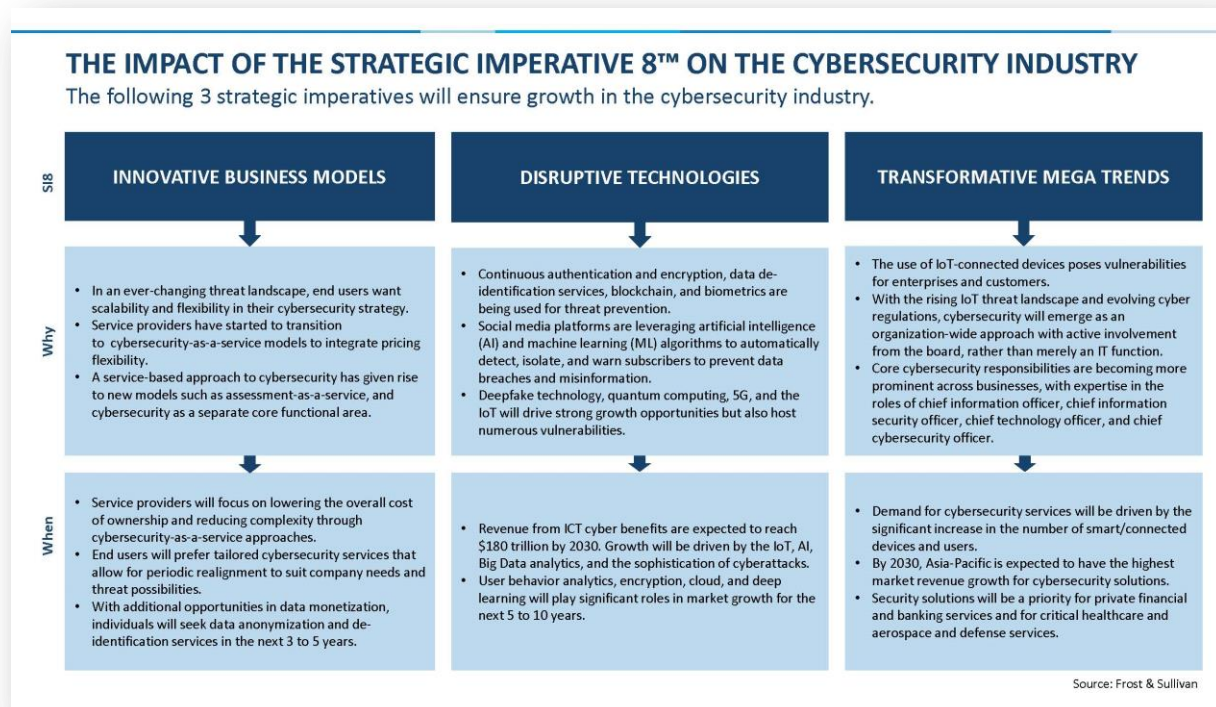 THE IMPACT OF THE STRATEGIC IMPERATIVE 8™ ON THE CYBERSECURITY INDUSTRY
The following 3 strategic imperatives will ensure growth in the cybersecurity industry.
SI8
INNOVATIVE BUSINESS MODELS
DISRUPTIVE TECHNOLOGIES
TRANSFORMATIVE MEGA TRENDS
Why
• In an ever-changing threat landscape, end users want
scalability and flexibility in their cybersecurity strategy.
• Service providers have started to transition
to cybersecurity-as-a-service models to integrate pricing
flexibility.
• A service-based approach to cybersecurity has given rise
to new models such as assessment-as-a-service, and
cybersecurity as a separate core functional area.
• Continuous authentication and encryption, data de-
identification services, blockchain, and biometrics are
being used for threat prevention.
• Social media platforms are leveraging artificial intelligence
(AI) and machine learning (ML) algorithms to automatically
detect, isolate, and warn subscribers to prevent data
breaches and misinformation.
• Deepfake technology, quantum computing, 5G, and the
IoT will drive strong growth opportunities but also host
numerous vulnerabilities.
• The use of IoT-connected devices poses vulnerabilities
for enterprises and customers.
• With the rising IoT threat landscape and evolving cyber
regulations, cybersecurity will emerge as an
organization-wide approach with active involvement
from the board, rather than merely an IT function.
• Core cybersecurity responsibilities are becoming more
prominent across businesses, with expertise in the
roles of chief information officer, chief information
security officer, chief technology officer, and chief
cybersecurity officer.
When
• Service providers will focus on lowering the overall cost
of ownership and reducing complexity through
cybersecurity-as-a-service approaches.
• End users will prefer tailored cybersecurity services that
allow for periodic realignment to suit company needs and
threat possibilities.
• With additional opportunities in data monetization,
individuals will seek data anonymization and de-
identification services in the next 3 to 5 years.
• Revenue from ICT cyber benefits are expected to reach
$180 trillion by 2030. Growth will be driven by the IoT, AI,
Big Data analytics, and the sophistication of cyberattacks.
• User behavior analytics, encryption, cloud, and deep
learning will play significant roles in market growth for the
next 5 to 10 years.
• Demand for cybersecurity services will be driven by the
significant increase in the number of smart/connected
devices and users.
• By 2030, Asia-Pacific is expected to have the highest
market revenue growth for cybersecurity solutions.
• Security solutions will be a priority for private financial
and banking services and for critical healthcare and
aerospace and defense services.
Source: Frost & Sullivan